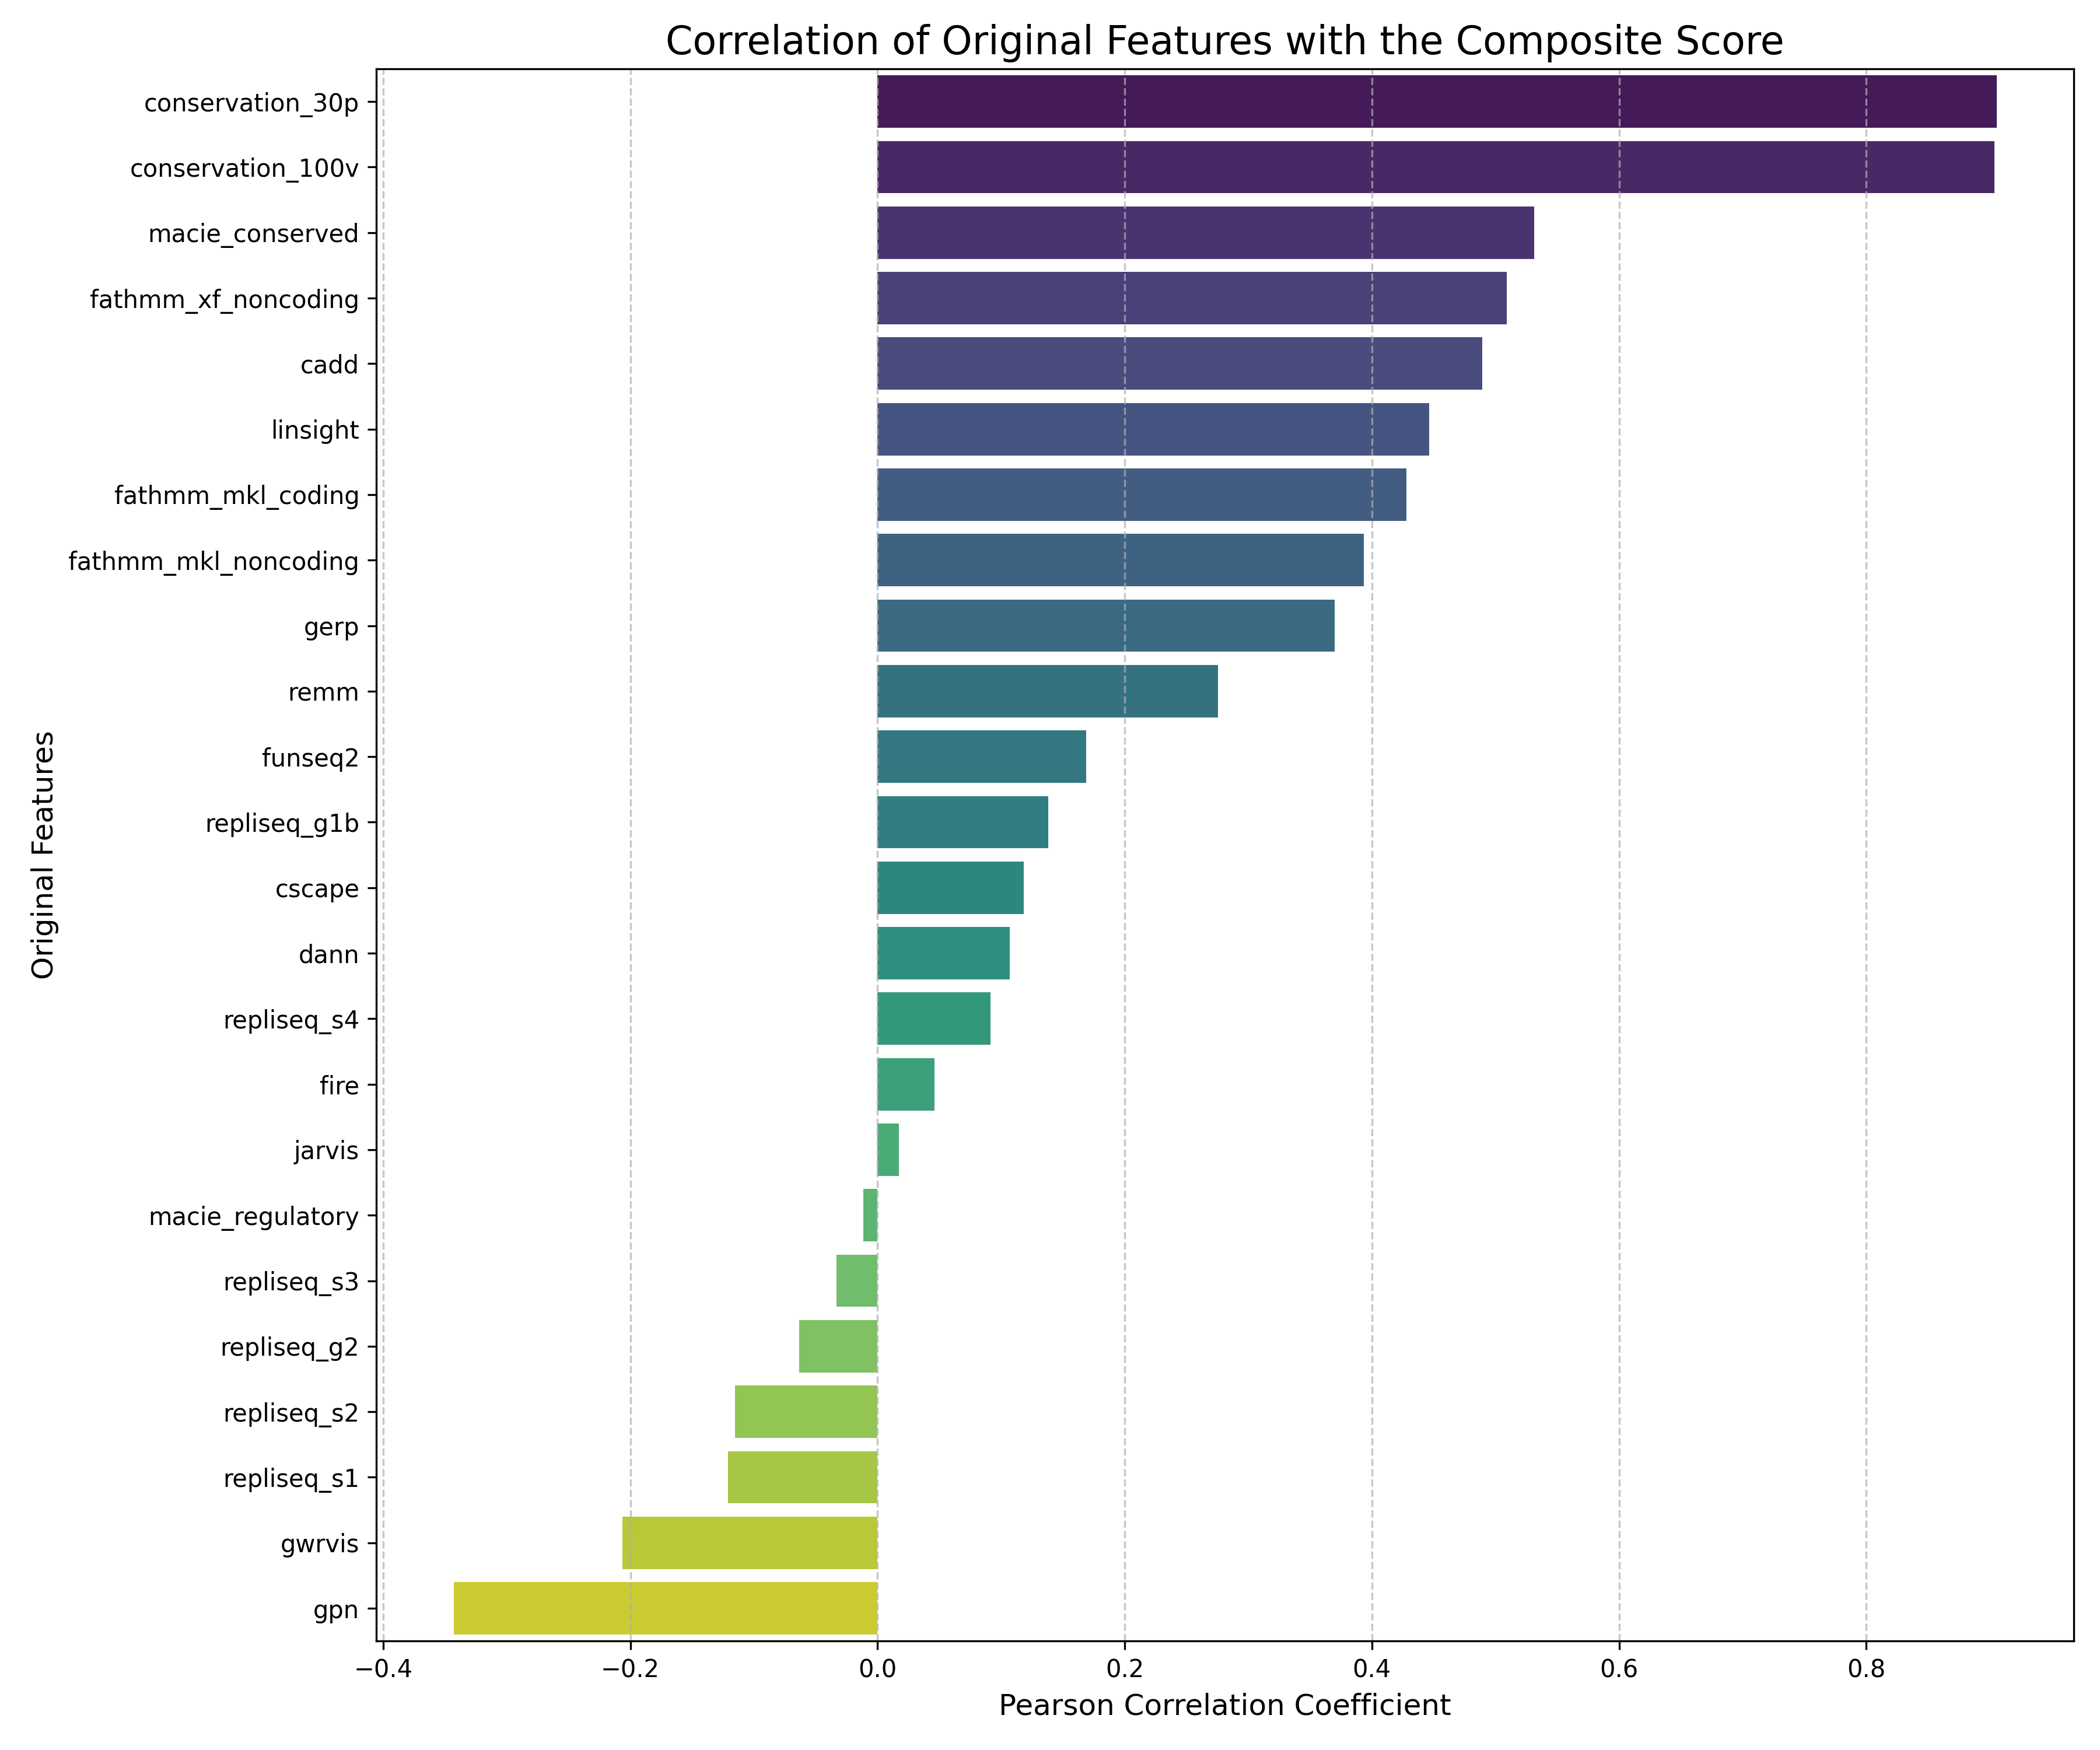 Correlation of Original Features with the Composite Score
Original Features
conservation_30p
conservation_100v
macie_conserved
fathmm_xf_noncoding
cadd
linsight
fathmm_mkl_coding
fathmm_mkl_noncoding
gerp
remm
funseq2
repliseq_g1b
cscape
dann
repliseq_s4
fire
jarvis
macie_regulatory
repliseq_s3
repliseq_g2
repliseq_s2
repliseq_s1
gwrvis
gpn
−0.4 −0.2 0.0 0.2 0.4 0.6 0.8
Pearson Correlation Coefficient